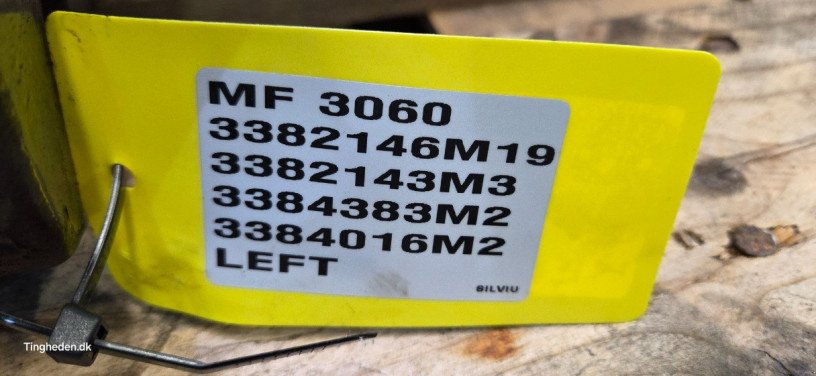 MF 3060
3382146M19
3382143M3
3384383M2
3384016M2
LEFT
SILVIU
Tingheden.dk